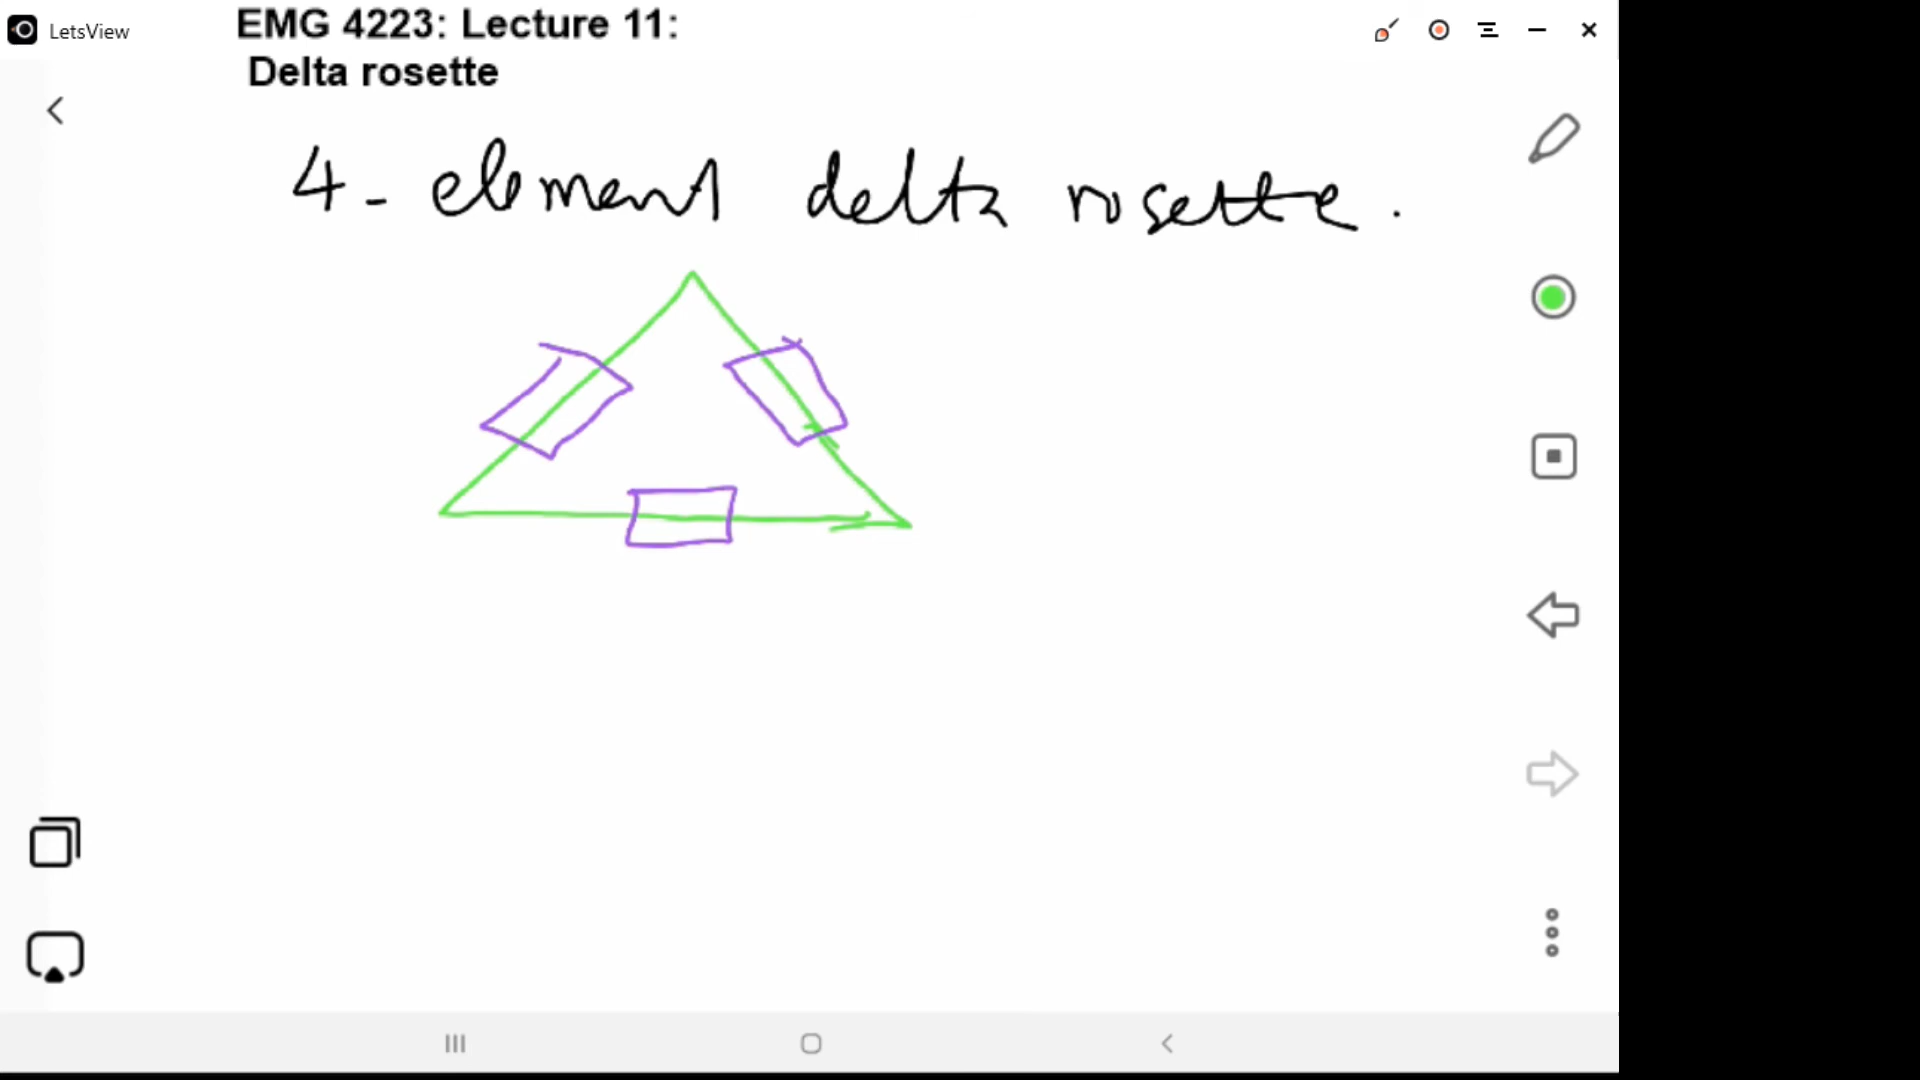 LetsView
EMG 4223: Lecture 11:
Delta rosette
4-element delta rosette.